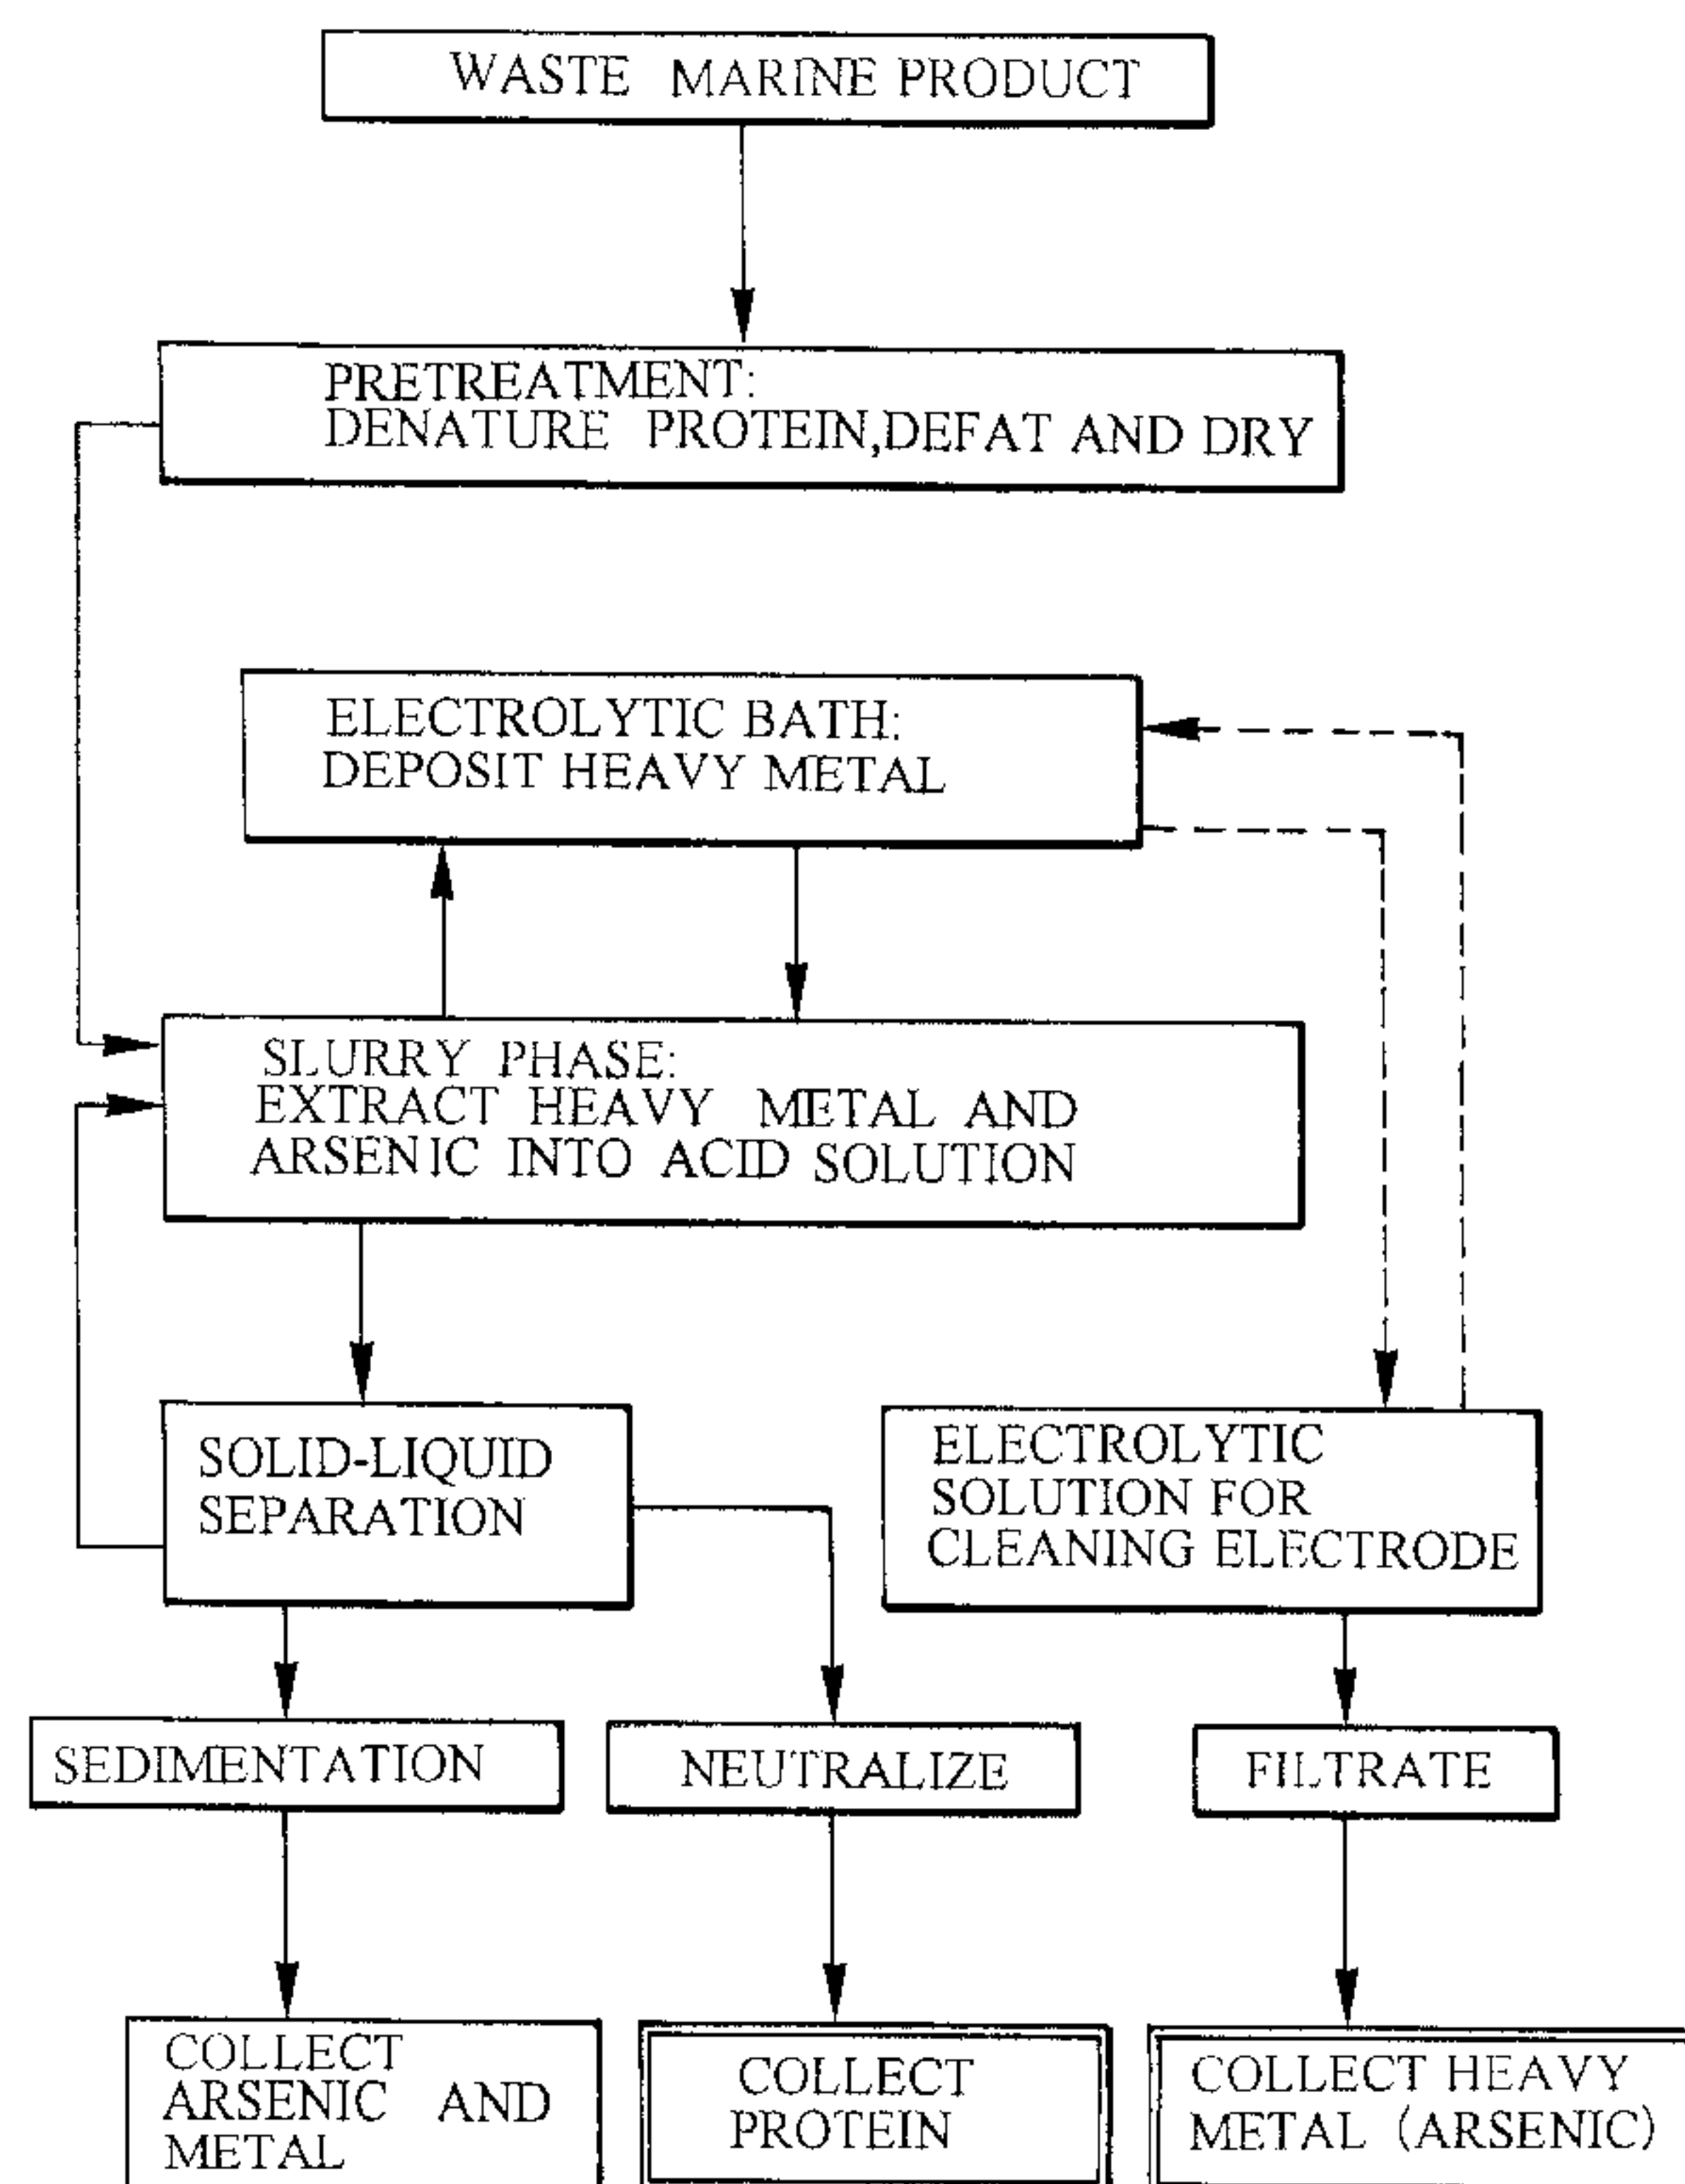 WASTE MARINE PRODUCT
PRETREATMENT:
DENATURE PROTEIN,DEFAT AND DRY
ELECTROLYTIC BATH:
DEPOSIT HEAVY METAL
SLURRY PHASE:
EXTRACT HEAVY METAL AND
ARSENIC INTO ACID SOLUTION
SOLID-LIQUID
SEPARATION
ELECTROLYTIC
SOLUTION FOR
CLEANING ELECTRODE
SEDIMENTATION
NEUTRALIZE
FILTRATE
COLLECT
ARSENIC AND
METAL
COLLECT
PROTEIN
COLLECT HEAVY
METAL (ARSENIC)